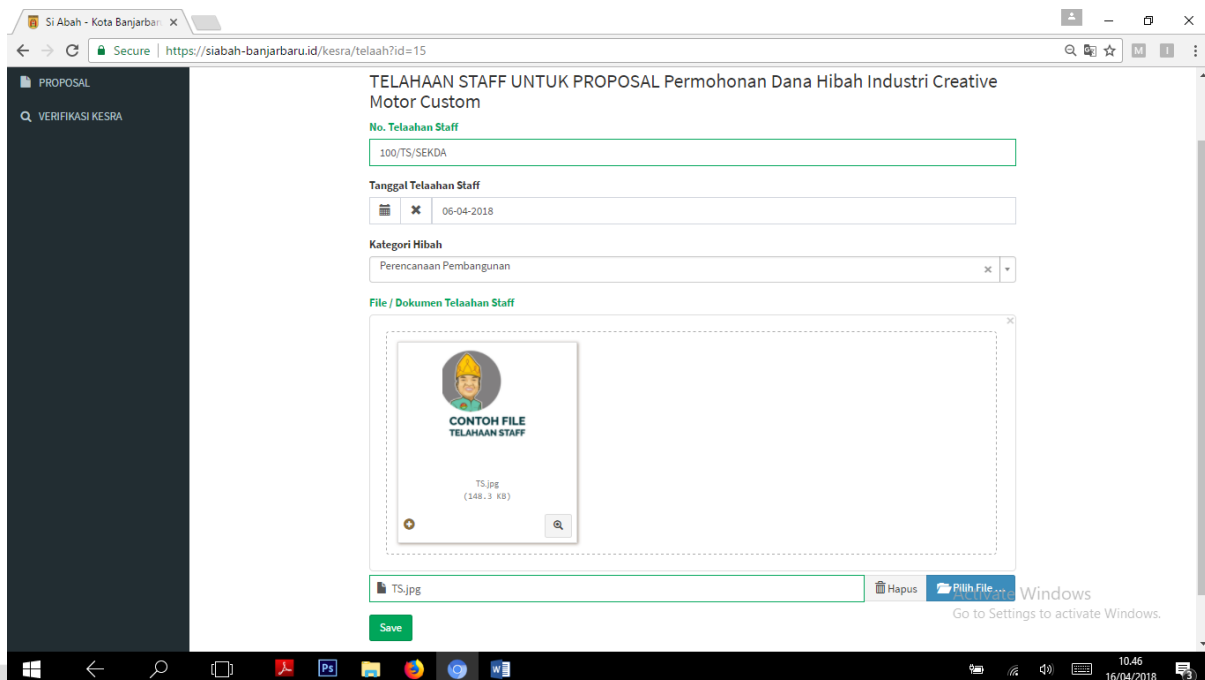 Si Abah - Kota Banjarbar
Secure | https://siabah-banjarbaru.id/kesra/telaah?id=15
M
I
PROPOSAL
VERIFIKASI KESRA
TELAHAAN STAFF UNTUK PROPOSAL Permohonan Dana Hibah Industri Creative
Motor Custom
No. Telaahan Staff
100/TS/SEKDA
Tanggal Telaahan Staff
06-04-2018
Kategori Hibah
Perencanaan Pembangunan
File / Dokumen Telaahan Staff
CONTOH FILE
TELAHAAN STAFF
TS.jpg
(148.3 KB)
TS.jpg
Hapus
Pilih File ...
Activate Windows
Go to Settings to activate Windows.
Save
Ps
10.46
16/04/2018
3